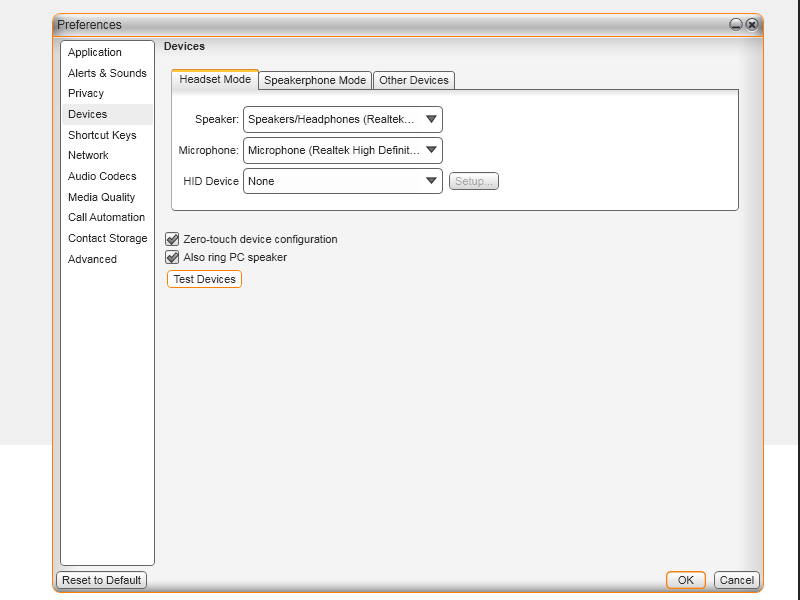 Preferences
Application
Alerts & Sounds
Privacy
Devices
Shortcut Keys
Network
Audio Codecs
Media Quality
Call Automation
Contact Storage
Advanced
Devices
Headset Mode Speakerphone Mode Other Devices
Speaker: Speakers/Headphones (Realtek...
Microphone: Microphone (Realtek High Definit...
HID Device None Setup...
Zero-touch device configuration
Also ring PC speaker
Test Devices
Reset to Default OK Cancel